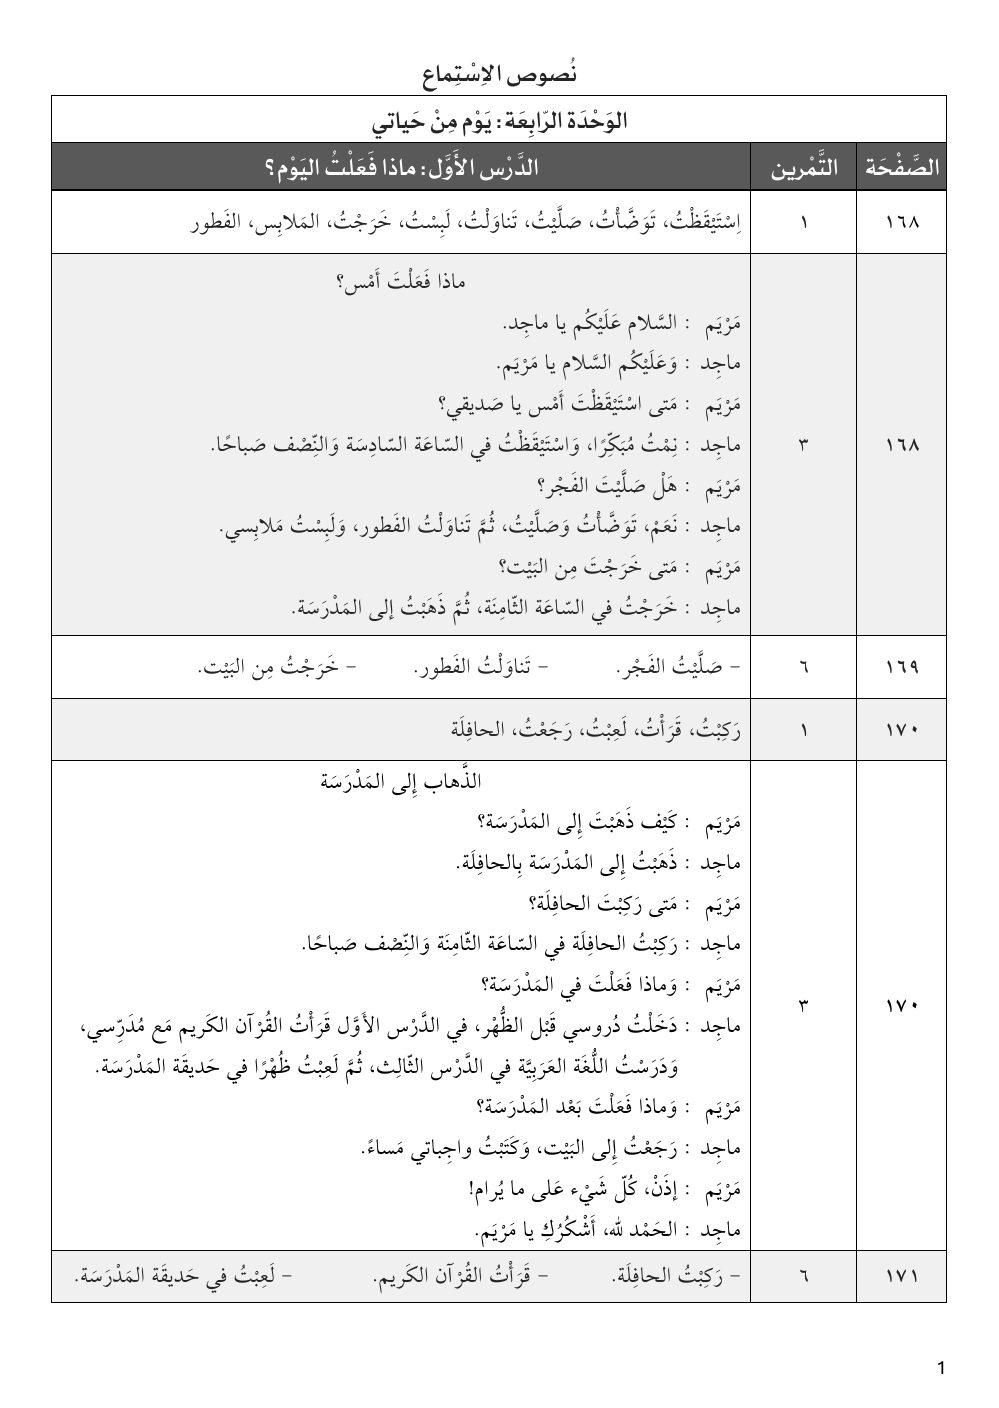 نُصوص الاِسْتِماع
الوَحْدَة الرّابِعَة: يَوْم مِنْ حَياتي
الصَّفْحَة التَّمْرين الدَّرْس الأَوَّل: ماذا فَعَلْتُ اليَوْم؟
١٦٨ ١ اِسْتَيْقَظْتُ، تَوَضَّأْتُ، صَلَّيْتُ، تَناوَلْتُ، لَبِسْتُ، خَرَجْتُ، المَلابِس، الفَطور
ماذا فَعَلْتَ أَمْس؟
مَرْيَم : السَّلام عَلَيْكُم يا ماجِد.
ماجِد : وَعَلَيْكُم السَّلام يا مَرْيَم.
مَرْيَم : مَتى اسْتَيْقَظْتَ أَمْس يا صَديقي؟
١٦٨ ٣ ماجِد : نِمْتُ مُبَكِّرًا، وَاسْتَيْقَظْتُ في السّاعَة السّادِسَة وَالنِّصْف صَباحًا.
مَرْيَم : هَلْ صَلَّيْتَ الفَجْر؟
ماجِد : نَعَمْ، تَوَضَّأْتُ وَصَلَّيْتُ، ثُمَّ تَناوَلْتُ الفَطور، وَلَبِسْتُ مَلابِسي.
مَرْيَم : مَتى خَرَجْتَ مِن البَيْت؟
ماجِد : خَرَجْتُ في السّاعَة الثّامِنَة، ثُمَّ ذَهَبْتُ إلى المَدْرَسَة.
١٦٩ ٦ – صَلَّيْتُ الفَجْر. – تَناوَلْتُ الفَطور. – خَرَجْتُ مِن البَيْت.
١٧٠ ١ رَكِبْتُ، قَرَأْتُ، لَعِبْتُ، رَجَعْتُ، الحافِلَة
الذَّهاب إِلى المَدْرَسَة
مَرْيَم : كَيْف ذَهَبْتَ إِلى المَدْرَسَة؟
ماجِد : ذَهَبْتُ إِلى المَدْرَسَة بِالحافِلَة.
مَرْيَم : مَتى رَكِبْتَ الحافِلَة؟
ماجِد : رَكِبْتُ الحافِلَة في السّاعَة الثّامِنَة وَالنِّصْف صَباحًا.
مَرْيَم : وَماذا فَعَلْتَ في المَدْرَسَة؟
١٧٠ ٣ ماجِد : دَخَلْتُ دُروسي قَبْل الظُّهْر، في الدَّرْس الأَوَّل قَرَأْتُ القُرْآن الكَريم مَع مُدَرِّسي،
وَدَرَسْتُ اللُّغَة العَرَبِيَّة في الدَّرْس الثّالِث، ثُمَّ لَعِبْتُ ظُهْرًا في حَديقَة المَدْرَسَة.
مَرْيَم : وَماذا فَعَلْتَ بَعْد المَدْرَسَة؟
ماجِد : رَجَعْتُ إِلى البَيْت، وَكَتَبْتُ واجِباتي مَساءً.
مَرْيَم : إذَنْ، كُلّ شَيْء عَلى ما يُرام!
ماجِد : الحَمْد لله، أَشْكُرُكِ يا مَرْيَم.
١٧١ ٦ – رَكِبْتُ الحافِلَة. – قَرَأْتُ القُرْآن الكَريم. – لَعِبْتُ في حَديقَة المَدْرَسَة.
1